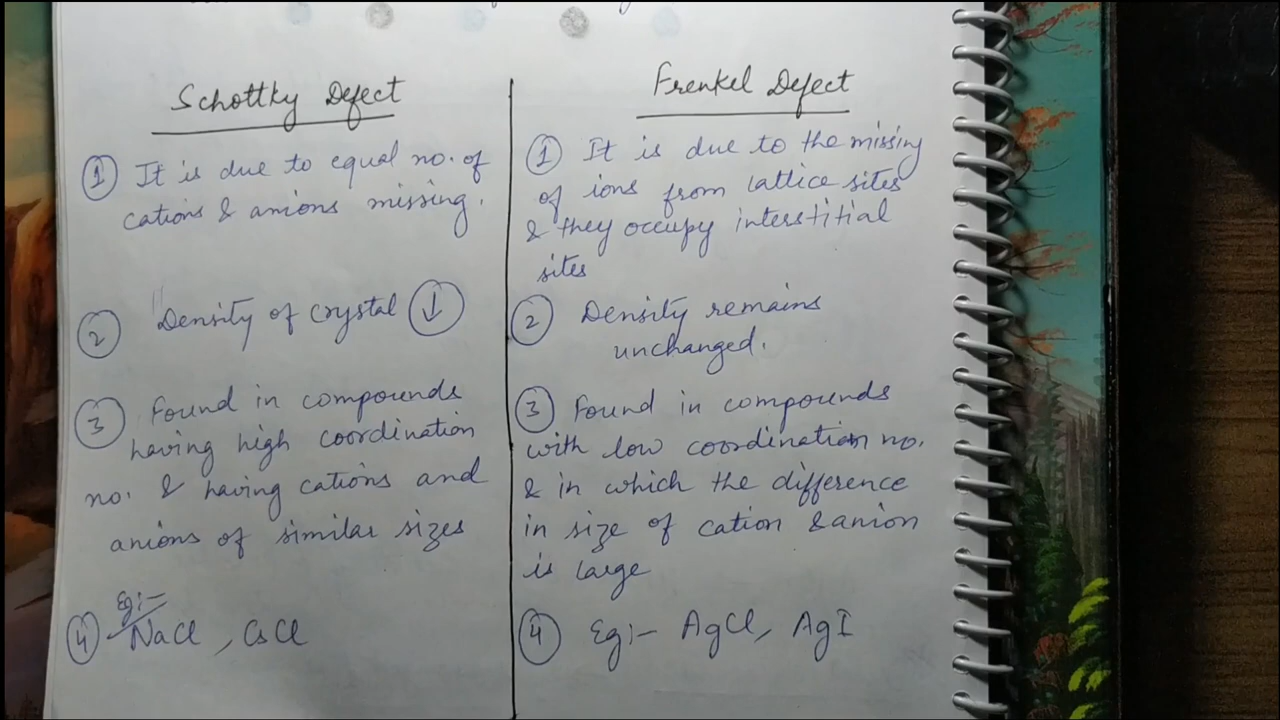 Schottky Defect
① It is due to equal no. of
cations & anions missing.
② Density of crystal ↓
③ Found in compounds
having high coordination
no. & having cations and
anions of similar sizes
④ Eg:- NaCl, CsCl
Frenkel Defect
① It is due to the missing
of ions from lattice sites
& they occupy interstitial
sites
② Density remains
unchanged.
③ Found in compounds
with low coordination no.
& in which the difference
in size of cation & anion
is large
④ Eg:- AgCl, AgI